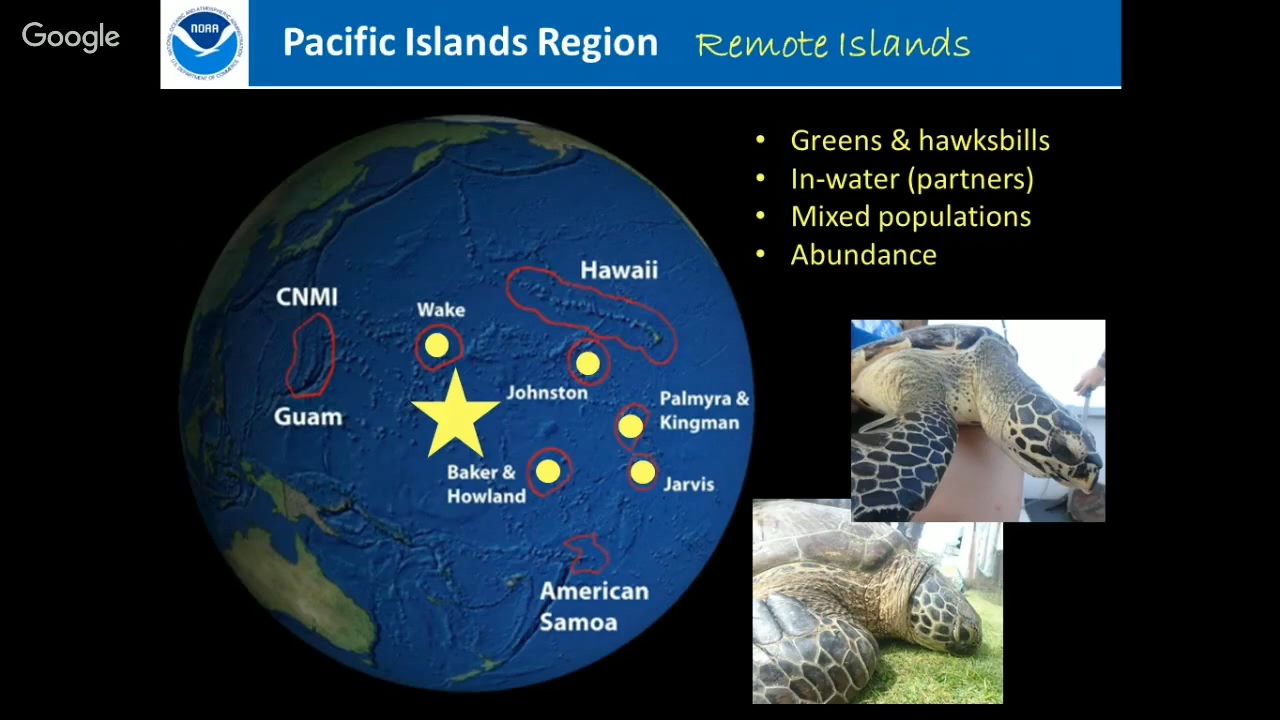 Google
NOAA
Pacific Islands Region Remote Islands
• Greens & hawksbills
• In-water (partners)
• Mixed populations
• Abundance
Hawaii
CNMI
Wake
Johnston
Palmyra &
Kingman
Guam
Baker &
Howland
Jarvis
American
Samoa